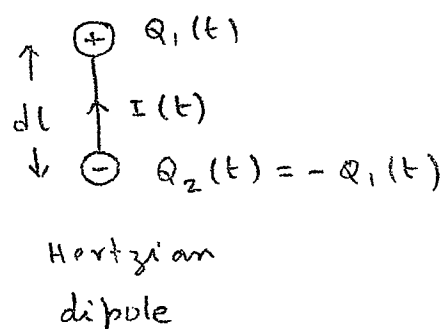 + Q₁(t)
dl I(t)
- Q₂(t) = - Q₁(t)
Hertzian
dipole